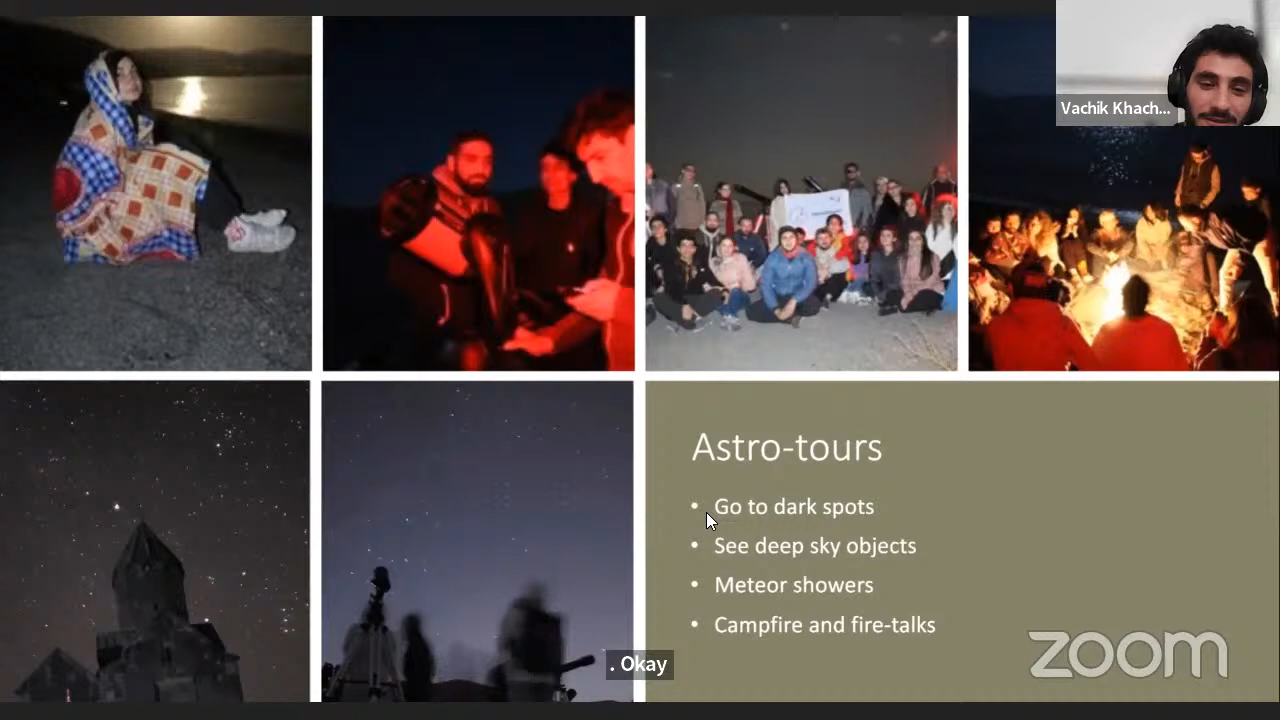 Vachik Khach...
Astro-tours
• Go to dark spots
• See deep sky objects
• Meteor showers
• Campfire and fire-talks
. Okay
zoom